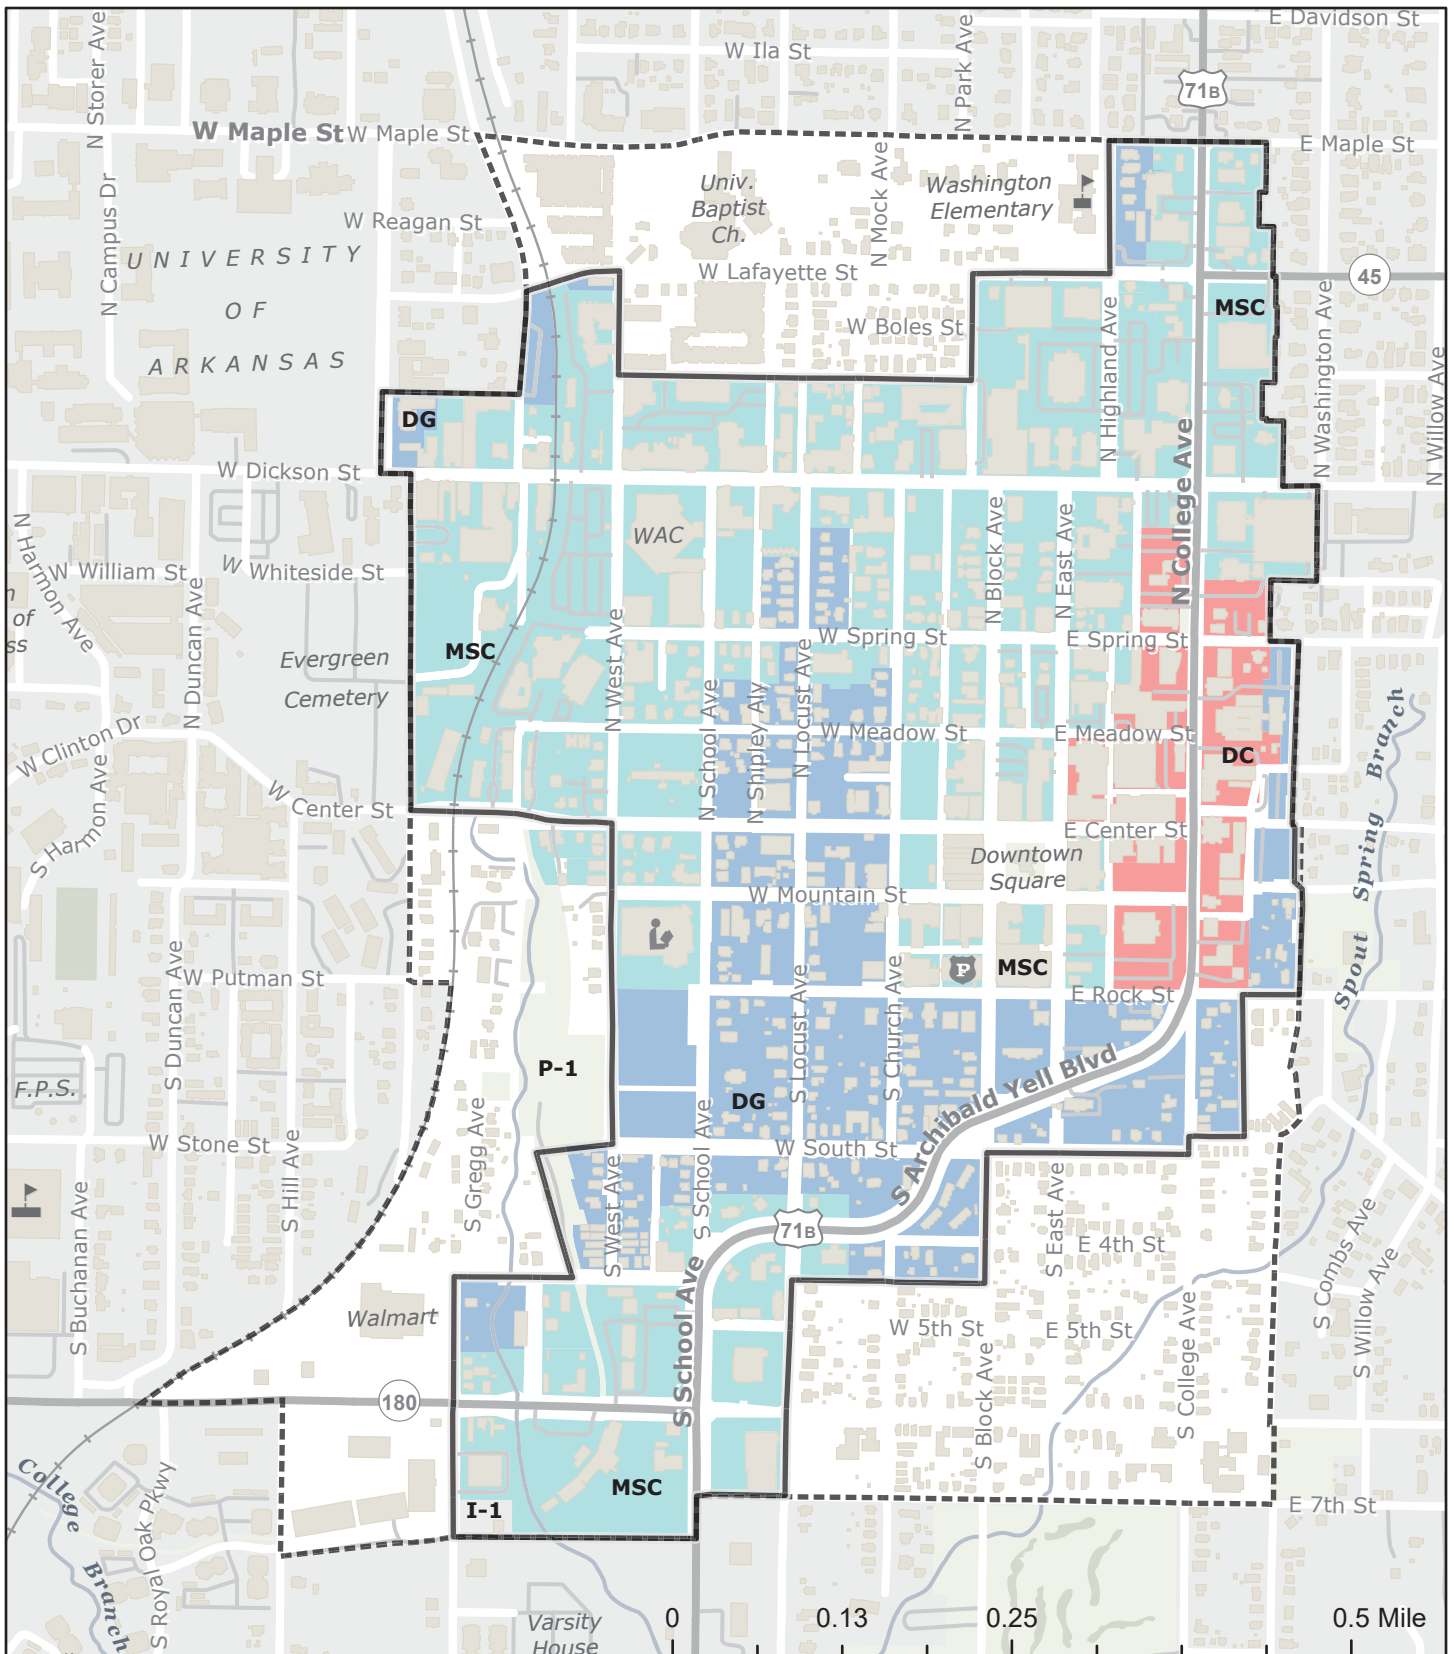 E Davidson St
N Storer Ave
W Ila St
N Park Ave
71B
W Maple St
W Maple St
E Maple St
Univ.
Baptist
Ch.
N Mock Ave
Washington
Elementary
N Campus Dr
W Reagan St
UNIVERSITY
OF
ARKANSAS
W Lafayette St
45
MSC
W Boles St
N Highland Ave
N Washington Ave
N Willow Ave
DG
W Dickson St
N College Ave
WAC
N Block Ave
N East Ave
N Harmon Ave
W William St
W Whiteside St
n
of
ss
N Duncan Ave
Evergreen
Cemetery
MSC
N West Ave
W Spring St
E Spring St
N School Ave
N Shipley Aly
N Locust Ave
W Meadow St
E Meadow St
DC
Spout Spring Branch
W Clinton Dr
S Harmon Ave
W Center St
E Center St
Downtown
Square
W Mountain St
S Duncan Ave
W Putman St
P
MSC
E Rock St
S Locust Ave
S Church Ave
P-1
F.P.S.
DG
S Archibald Yell Blvd
S Gregg Ave
W Stone St
S Hill Ave
S School Ave
W South St
S West Ave
S Buchanan Ave
71B
S East Ave
E 4th St
S Combs Ave
S Willow Ave
Walmart
S School Ave
W 5th St
E 5th St
S Block Ave
S College Ave
180
College Branch
S Royal Oak Pkwy
MSC
I-1
E 7th St
Varsity
House
0
0.13
0.25
0.5 Mile